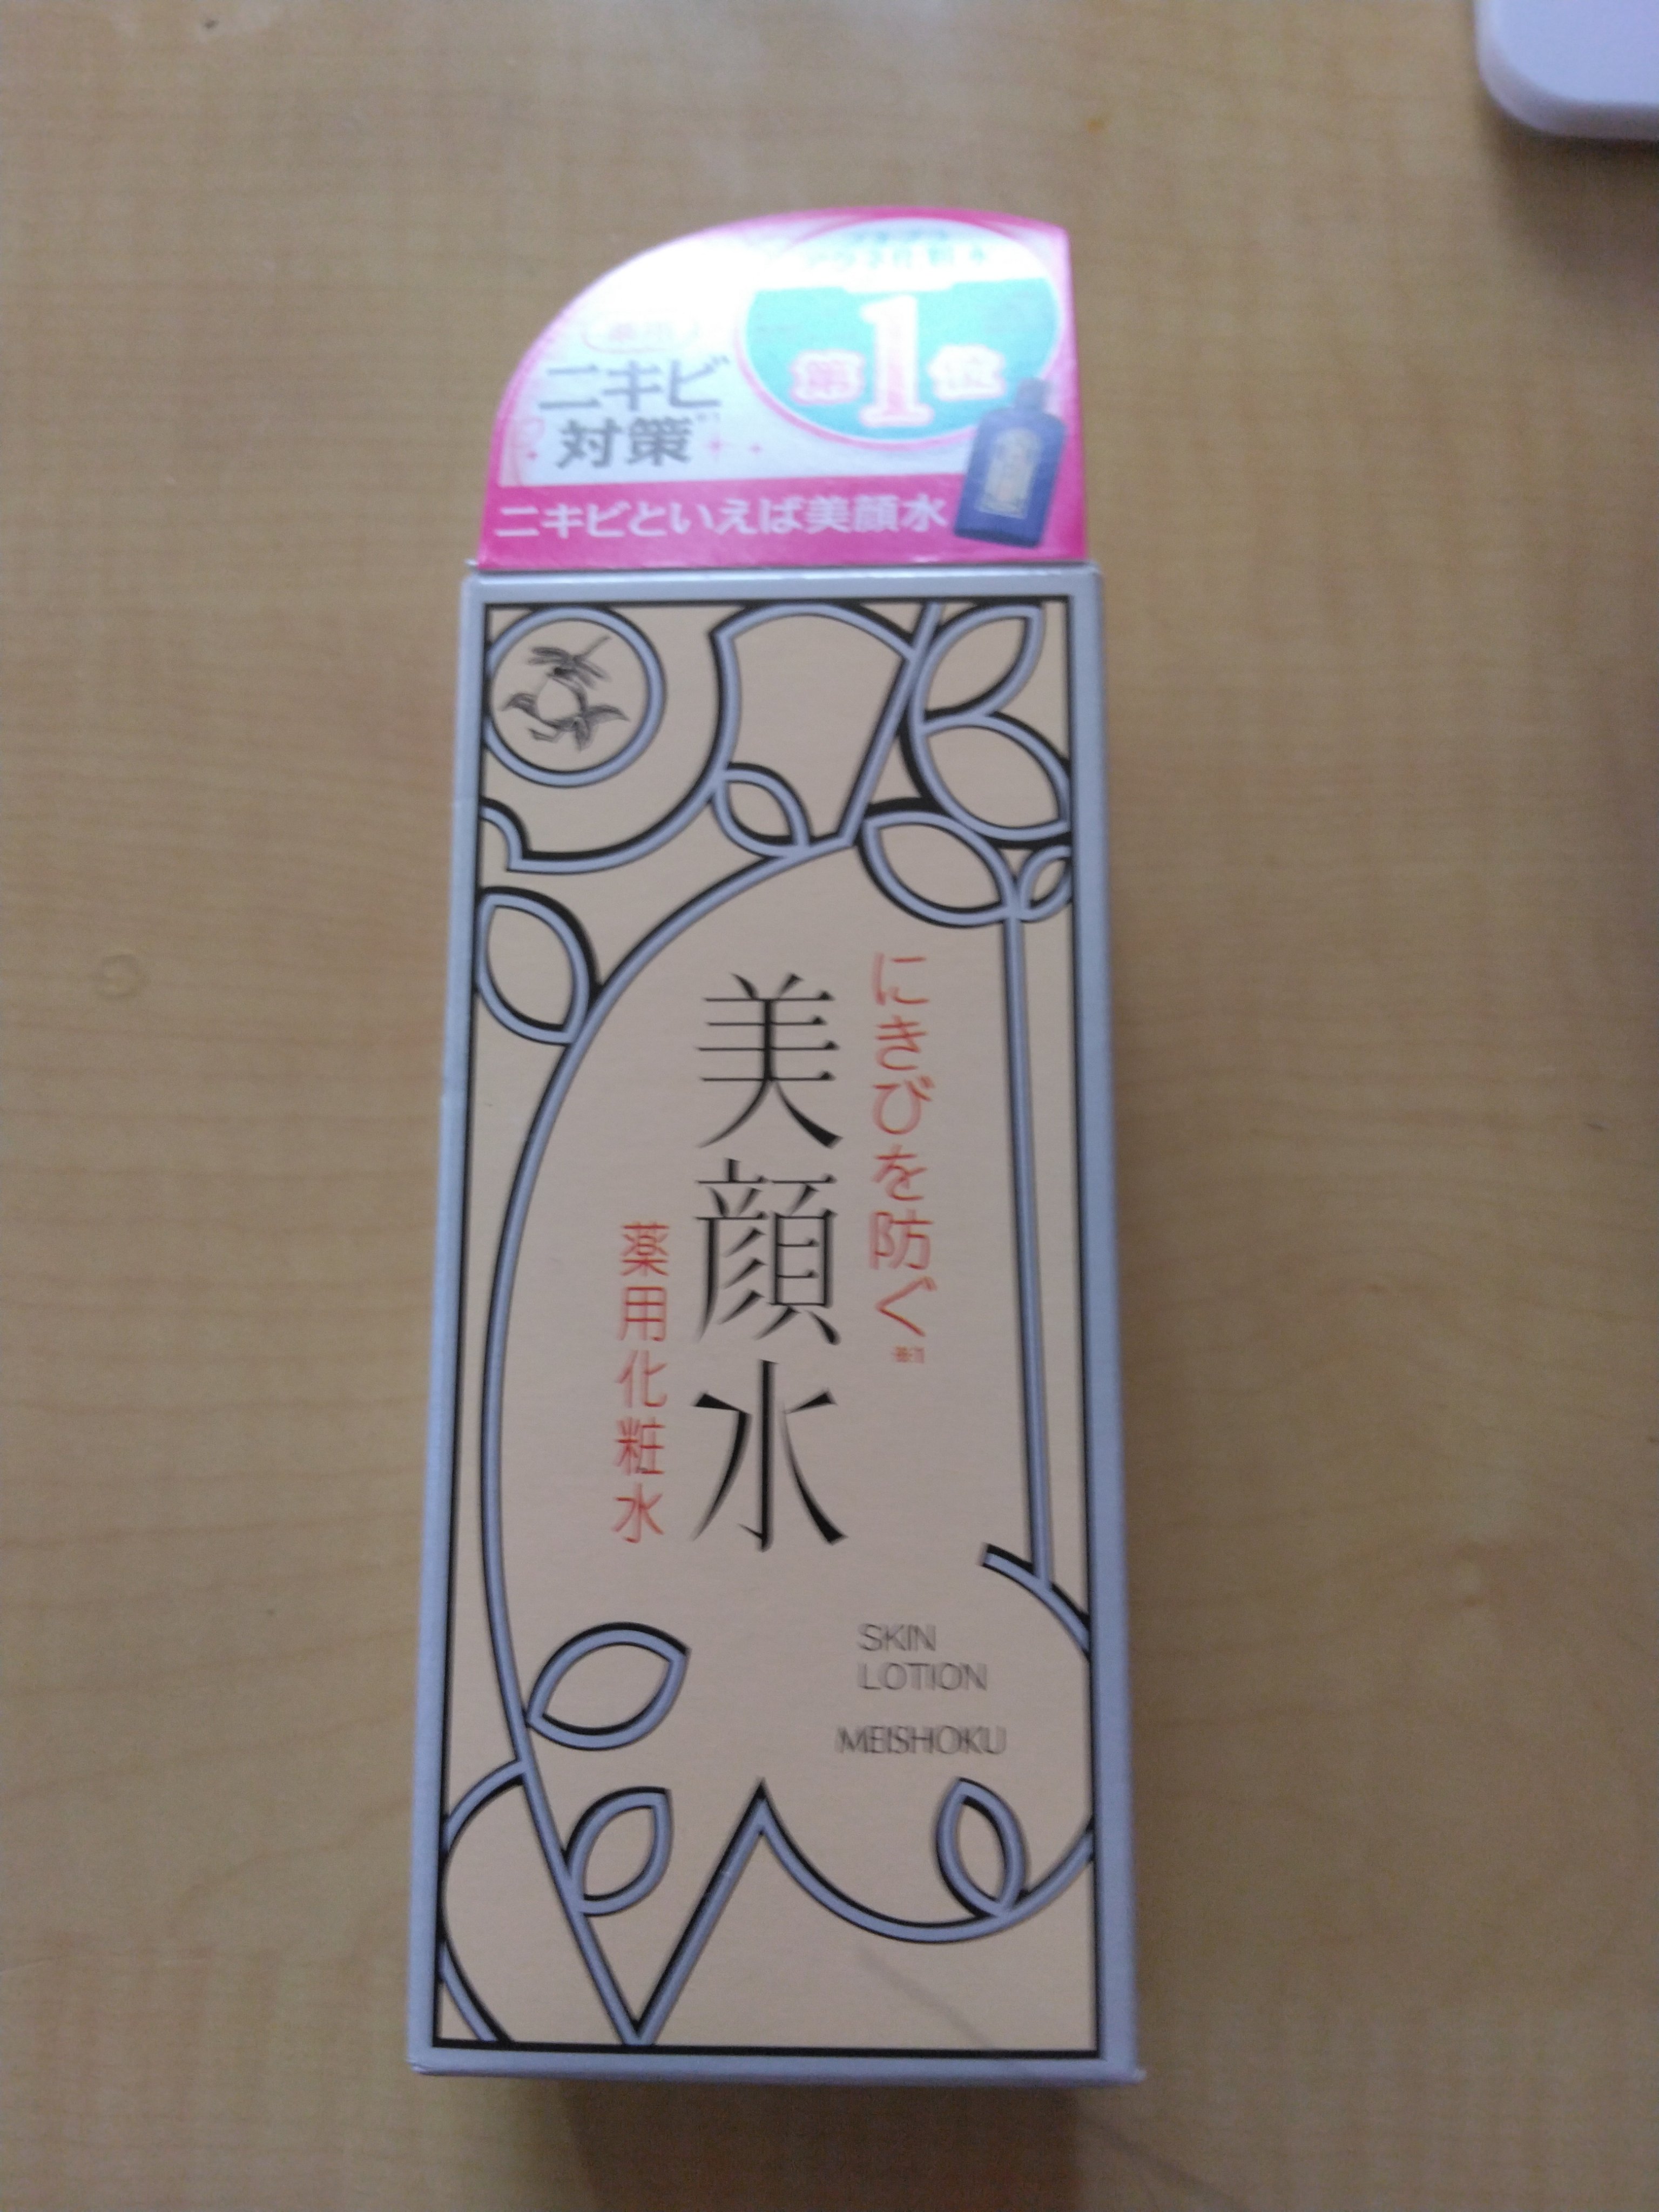 第1位
ニキビ
対策
ニキビといえば美顔水
にきびを防ぐ
美顔水
薬用化粧水
SKIN
LOTION
MEISHOKU